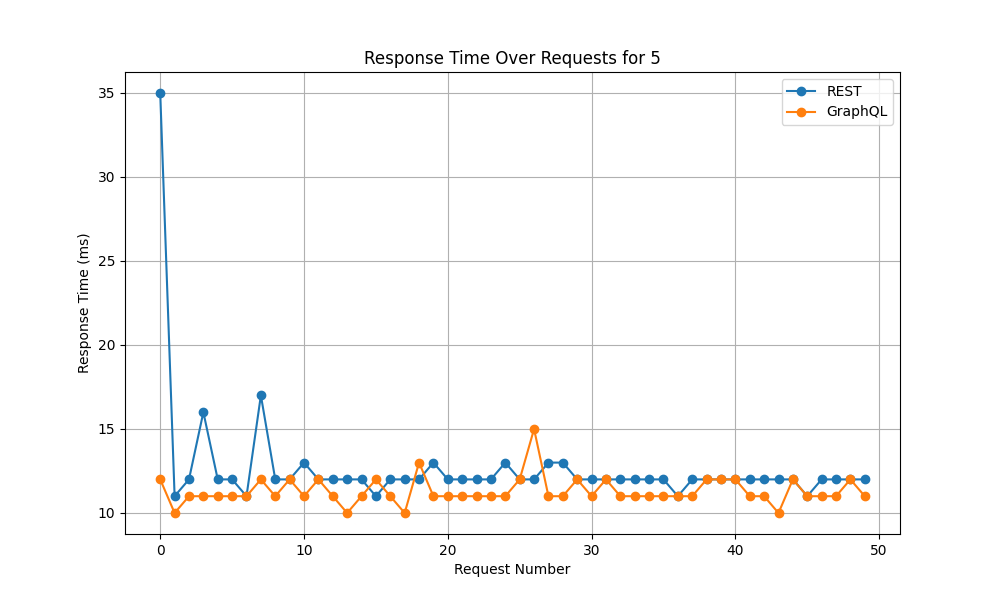 Response Time Over Requests for 5
REST
GraphQL
Response Time (ms)
35
30
25
20
15
10
0 10 20 30 40 50
Request Number